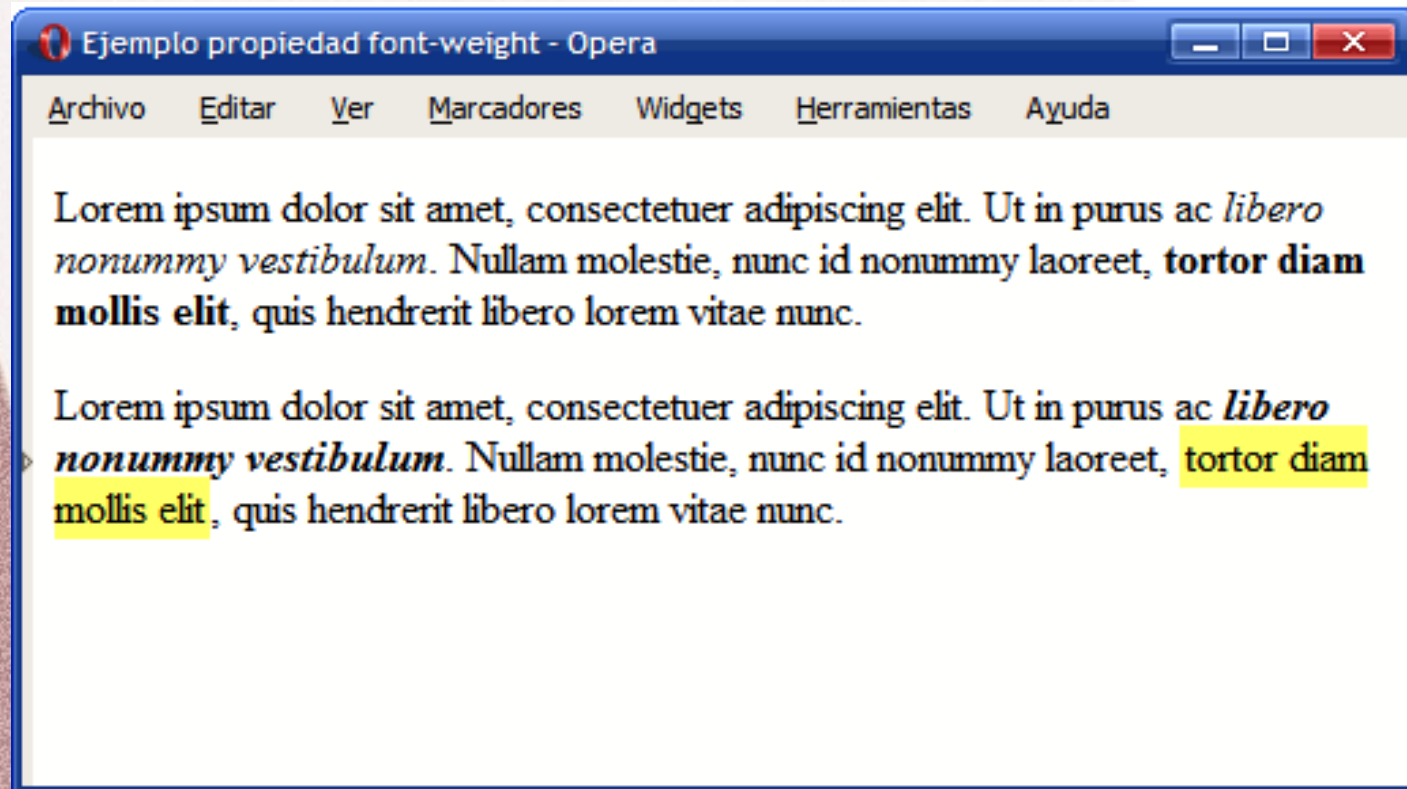 Ejemplo propiedad font-weight - Opera
Archivo Editar Ver Marcadores Widgets Herramientas Ayuda
Lorem ipsum dolor sit amet, consectetuer adipiscing elit. Ut in purus ac libero
nonummy vestibulum. Nullam molestie, nunc id nonummy laoreet, tortor diam
mollis elit, quis hendrerit libero lorem vitae nunc.
Lorem ipsum dolor sit amet, consectetuer adipiscing elit. Ut in purus ac libero
nonummy vestibulum. Nullam molestie, nunc id nonummy laoreet, tortor diam
mollis elit, quis hendrerit libero lorem vitae nunc.